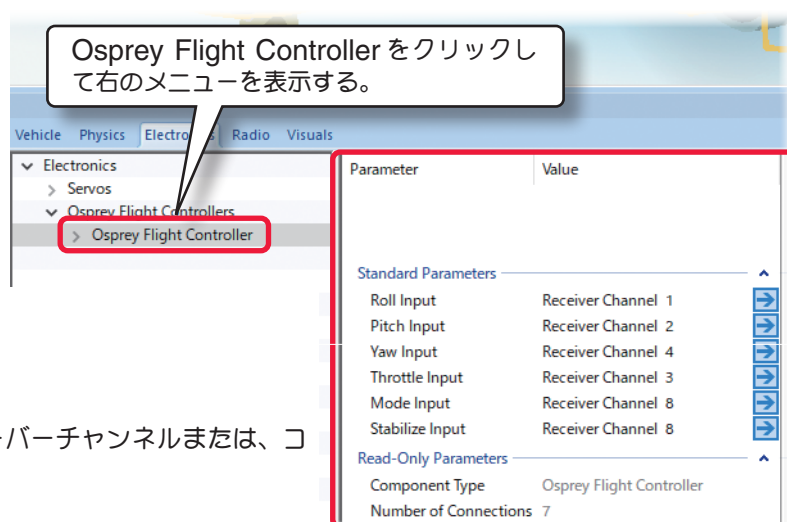 Osprey Flight Controller をクリックし
て右のメニューを表示する。
Vehicle Physics Electronics Radio Visuals
Electronics
Servos
Osprey Flight Controllers
Osprey Flight Controller
Parameter Value
Standard Parameters
Roll Input Receiver Channel 1
Pitch Input Receiver Channel 2
Yaw Input Receiver Channel 4
Throttle Input Receiver Channel 3
Mode Input Receiver Channel 8
Stabilize Input Receiver Channel 8
Read-Only Parameters
Component Type Osprey Flight Controller
Number of Connections 7
ーバーチャンネルまたは、コ